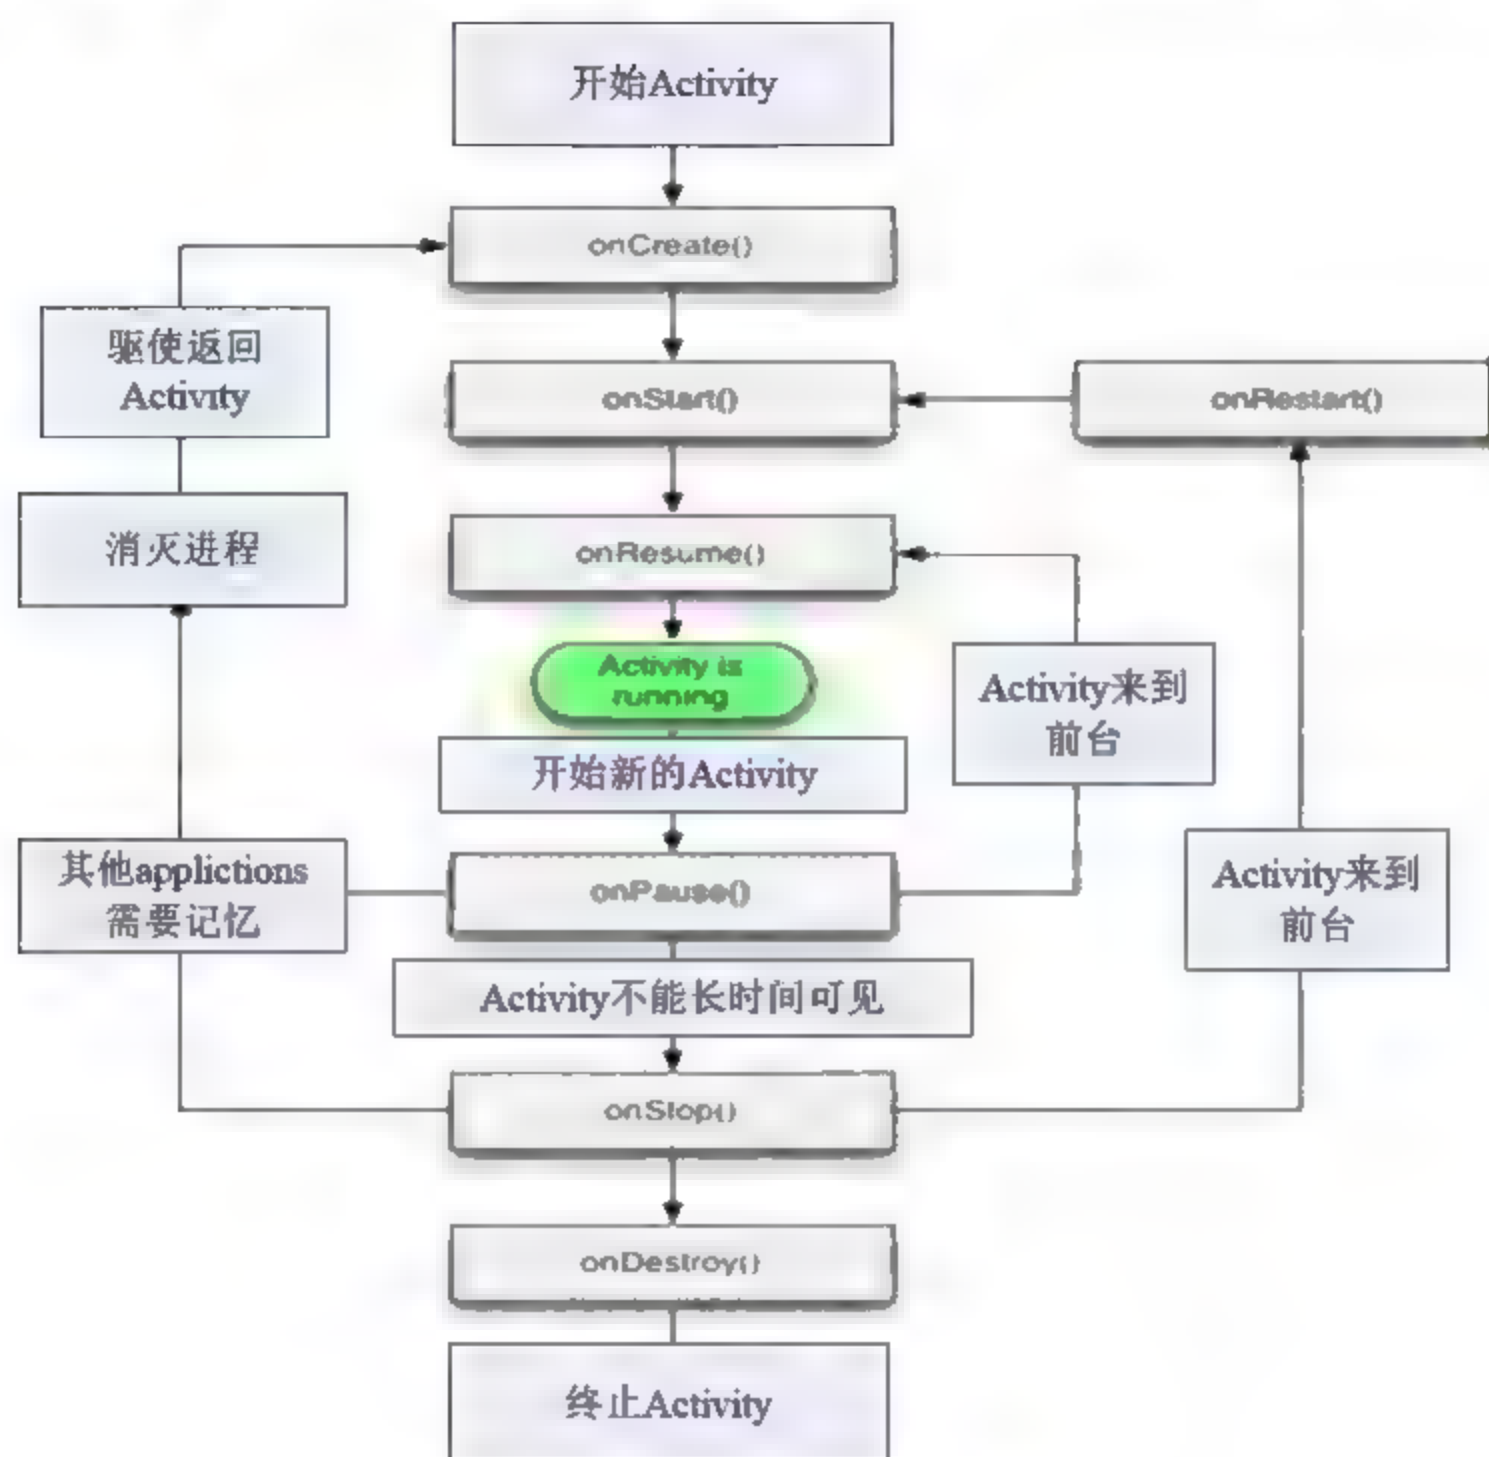 开始Activity
onCreate()
驱使返回
Activity
onStart()
onRestart()
消灭进程
onResume()
Activity is
running
Activity来到
前台
开始新的Activity
其他applictions
需要记忆
onPause()
Activity来到
前台
Activity不能长时间可见
onStop()
onDestroy()
终止Activity